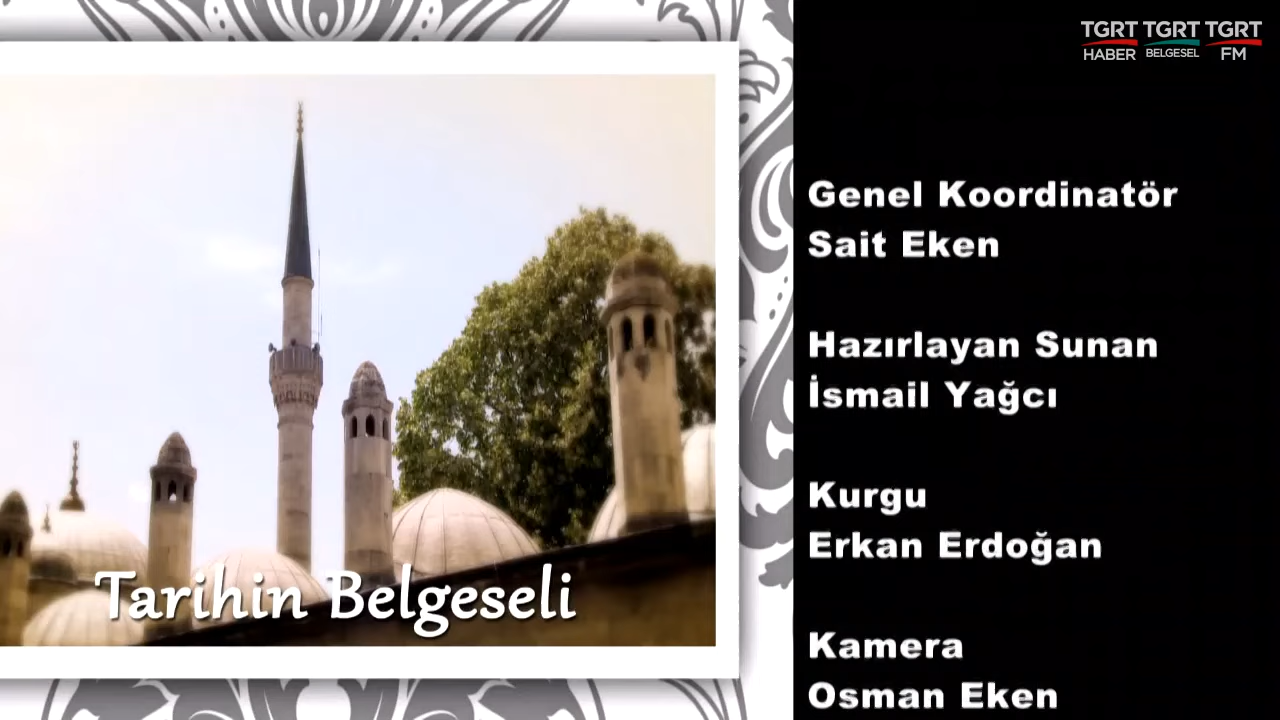 TGRT TGRT TGRT
HABER BELGESEL FM
Genel Koordinatör
Sait Eken
Hazırlayan Sunan
İsmail Yağcı
Kurgu
Erkan Erdoğan
Kamera
Osman Eken
Tarihin Belgeseli